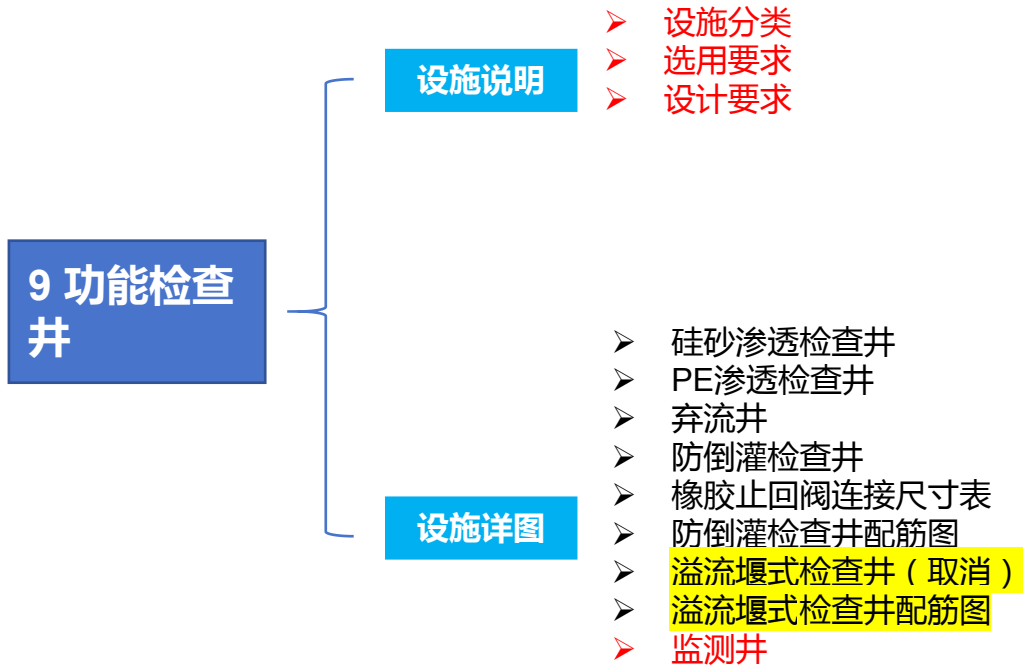 9 功能检查
井
设施说明
设施分类
选用要求
设计要求
设施详图
硅砂渗透检查井
PE渗透检查井
弃流井
防倒灌检查井
橡胶止回阀连接尺寸表
防倒灌检查井配筋图
溢流堰式检查井（取消）
溢流堰式检查井配筋图
监测井